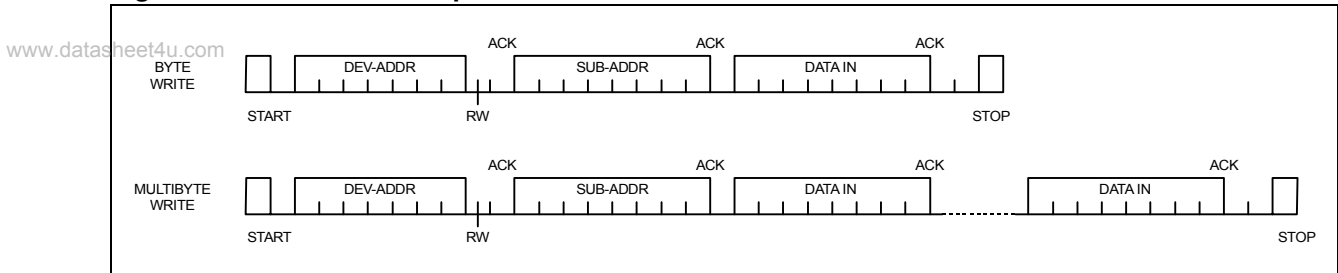 www.datasheet4u.com
ACK ACK ACK
BYTE WRITE DEV-ADDR SUB-ADDR DATA IN
START RW STOP
ACK ACK ACK ACK
MULTIBYTE WRITE DEV-ADDR SUB-ADDR DATA IN DATA IN
START RW STOP